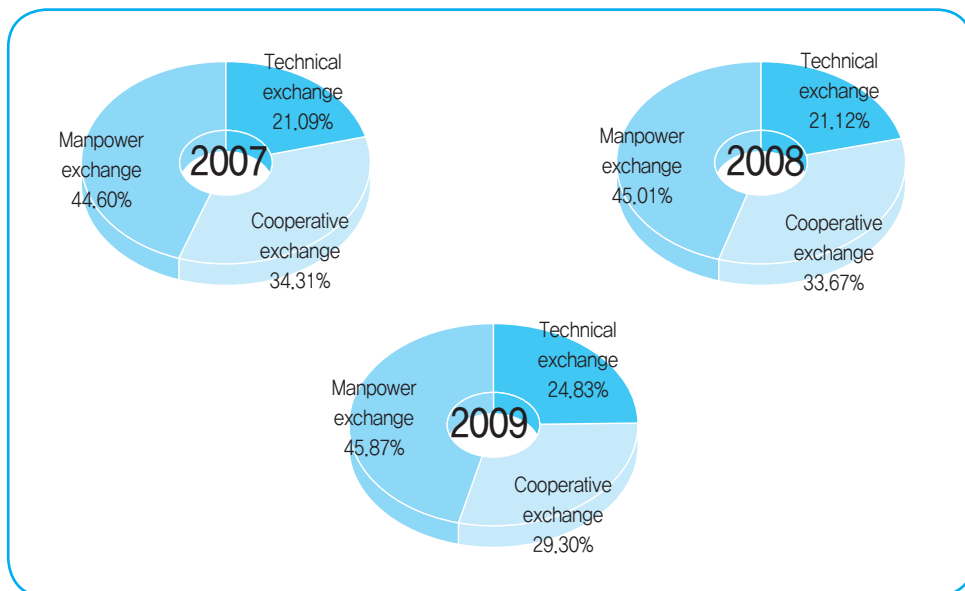 Technical
exchange
21.09%
Manpower
exchange
44.60%
2007
Cooperative
exchange
34.31%
Technical
exchange
21.12%
Manpower
exchange
45.01%
2008
Cooperative
exchange
33.67%
Technical
exchange
24.83%
Manpower
exchange
45.87%
2009
Cooperative
exchange
29.30%